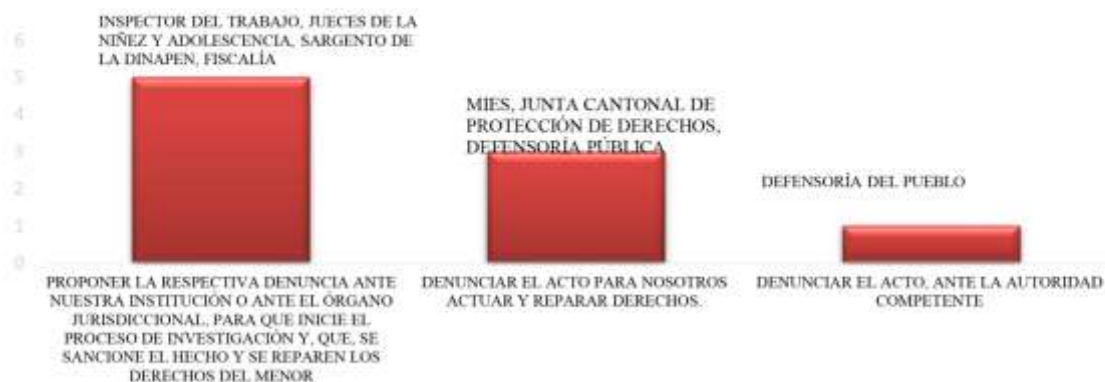 INSPECTOR DEL TRABAJO, JUECES DE LA
NIÑEZ Y ADOLESCENCIA, SARGENTO DE
LA DINAPEN, FISCALÍA
6
5
4
3
2
1
0
MIES, JUNTA CANTONAL DE
PROTECCIÓN DE DERECHOS,
DEFENSORÍA PÚBLICA
DEFENSORÌA DEL PUEBLO
PROPONER LA RESPECTIVA DENUNCIA ANTE
NUESTRA INSTITUCIÓN O ANTE EL ÓRGANO
JURISDICCIONAL, PARA QUE INICIE EL
PROCESO DE INVESTIGACIÒN Y, QUE, SE
SANCIONE EL HECHO Y SE REPAREN LOS
DERECHOS DEL MENOR
DENUNCIAR EL ACTO PARA NOSOTROS
ACTUAR Y REPARAR DERECHOS.
DENUNCIAR EL ACTO, ANTE LA AUTORIDAD
COMPETENTE